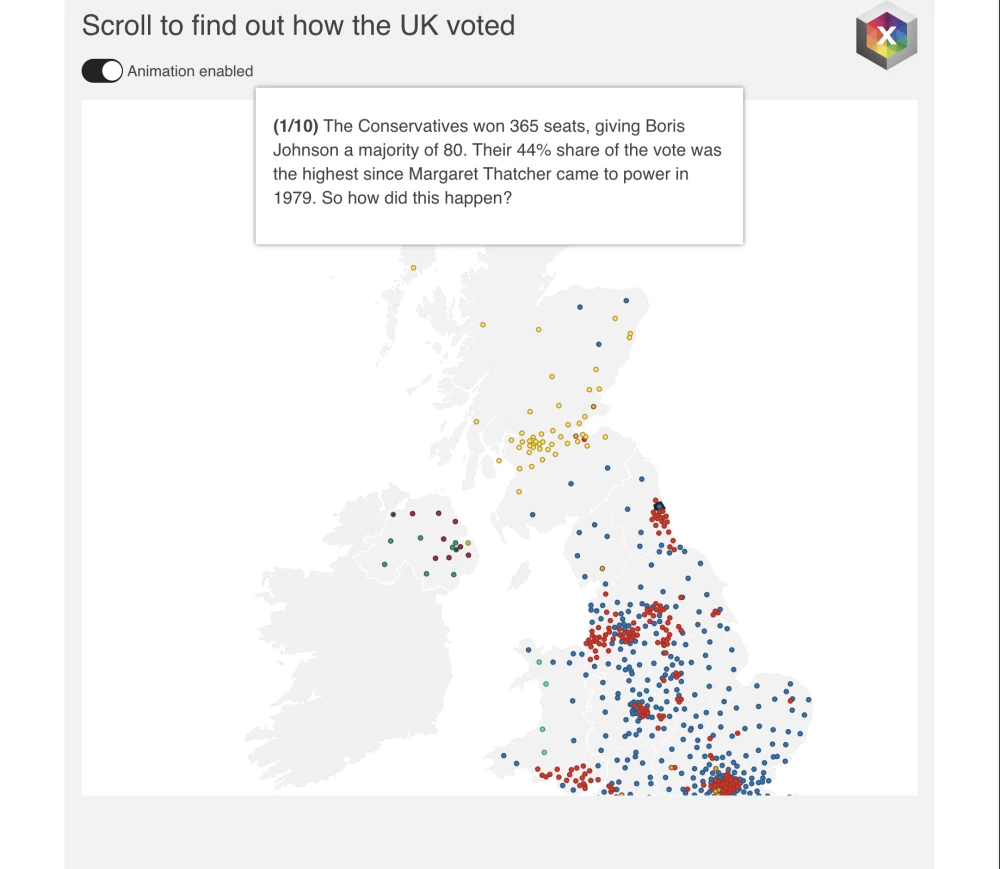 Scroll to find out how the UK voted
X
Animation enabled
(1/10) The Conservatives won 365 seats, giving Boris
Johnson a majority of 80. Their 44% share of the vote was
the highest since Margaret Thatcher came to power in
1979. So how did this happen?